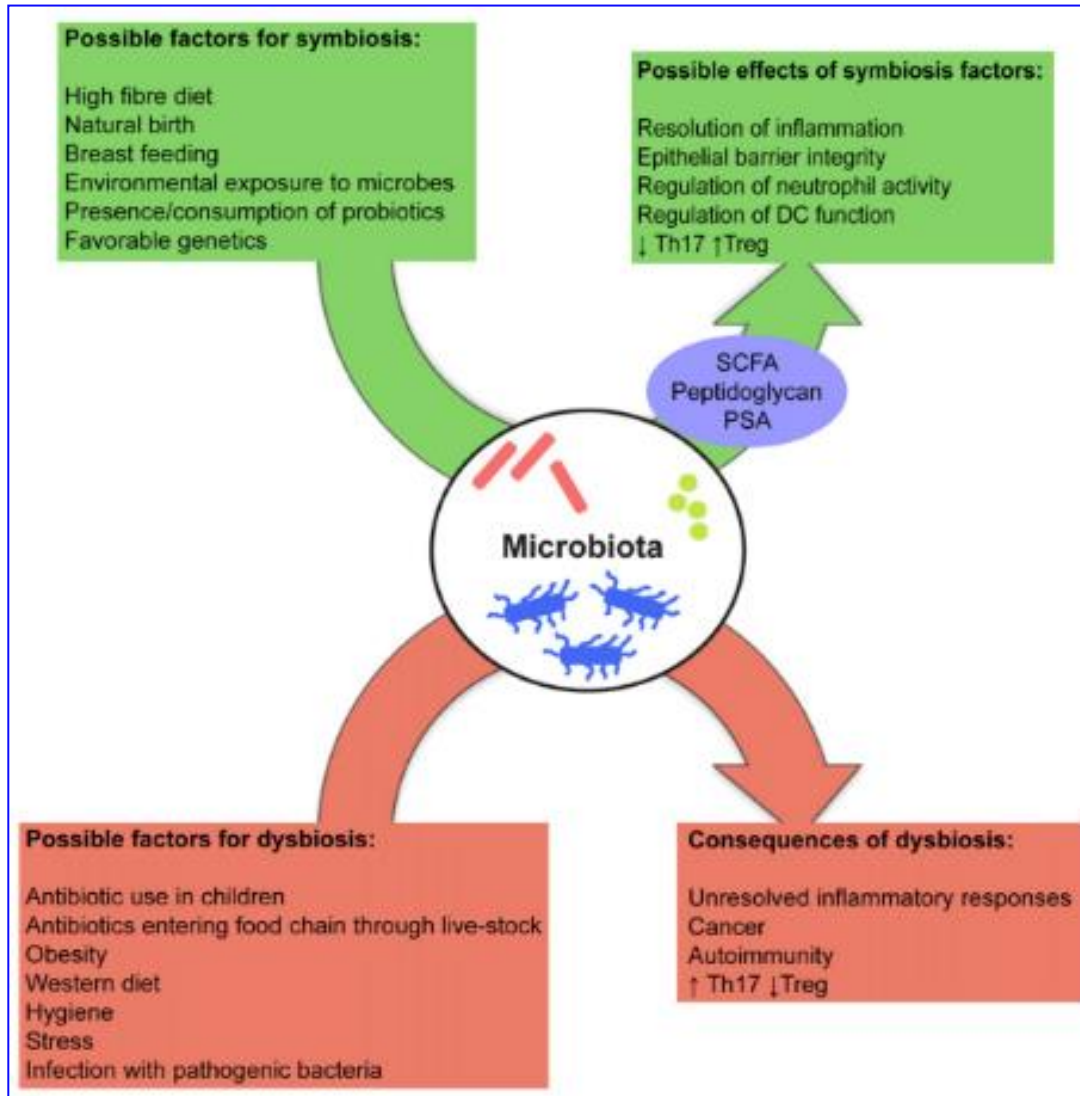 Possible factors for symbiosis:
High fibre diet
Natural birth
Breast feeding
Environmental exposure to microbes
Presence/consumption of probiotics
Favorable genetics
Possible effects of symbiosis factors:
Resolution of inflammation
Epithelial barrier integrity
Regulation of neutrophil activity
Regulation of DC function
↓ Th17 ↑Treg
SCFA
Peptidoglycan
PSA
Microbiota
Possible factors for dysbiosis:
Antibiotic use in children
Antibiotics entering food chain through live-stock
Obesity
Western diet
Hygiene
Stress
Infection with pathogenic bacteria
Consequences of dysbiosis:
Unresolved inflammatory responses
Cancer
Autoimmunity
↑ Th17 ↓Treg